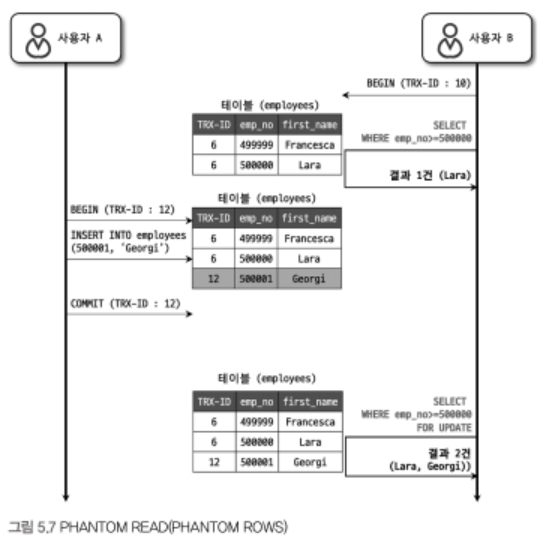 사용자 A
사용자 B
BEGIN (TRX-ID : 10)
테이블 (employees)
TRX-ID emp_no first_name
6 499999 Francesca
6 500000 Lara
SELECT
WHERE emp_no>=500000
결과 1건 (Lara)
BEGIN (TRX-ID : 12)
INSERT INTO employees
(500001, 'Georgi')
테이블 (employees)
TRX-ID emp_no first_name
6 499999 Francesca
6 500000 Lara
12 500001 Georgi
COMMIT (TRX-ID : 12)
테이블 (employees)
TRX-ID emp_no first_name
6 499999 Francesca
6 500000 Lara
12 500001 Georgi
SELECT
WHERE emp_no>=500000
FOR UPDATE
결과 2건
(Lara, Georgi))
그림 5.7 PHANTOM READ(PHANTOM ROWS)